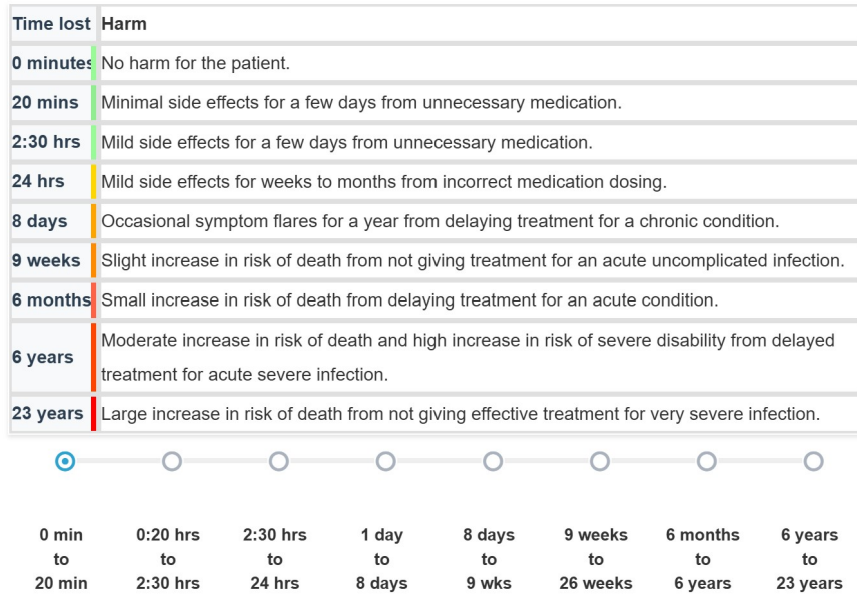 Time lost Harm
0 minutes No harm for the patient.
20 mins Minimal side effects for a few days from unnecessary medication.
2:30 hrs Mild side effects for a few days from unnecessary medication.
24 hrs Mild side effects for weeks to months from incorrect medication dosing.
8 days Occasional symptom flares for a year from delaying treatment for a chronic condition.
9 weeks Slight increase in risk of death from not giving treatment for an acute uncomplicated infection.
6 months Small increase in risk of death from delaying treatment for an acute condition.
6 years Moderate increase in risk of death and high increase in risk of severe disability from delayed
treatment for acute severe infection.
23 years Large increase in risk of death from not giving effective treatment for very severe infection.
0 min 0:20 hrs 2:30 hrs 1 day 8 days 9 weeks 6 months 6 years
to to to to to to to to
20 min 2:30 hrs 24 hrs 8 days 9 wks 26 weeks 6 years 23 years